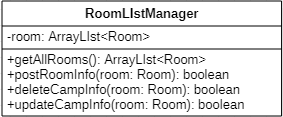 RoomLIstManager
-room: ArrayLIst<Room>
+getAllRooms(): ArrayLIst<Room>
+postRoomInfo(room: Room): boolean
+deleteCampInfo(room: Room): boolean
+updateCampInfo(room: Room): boolean